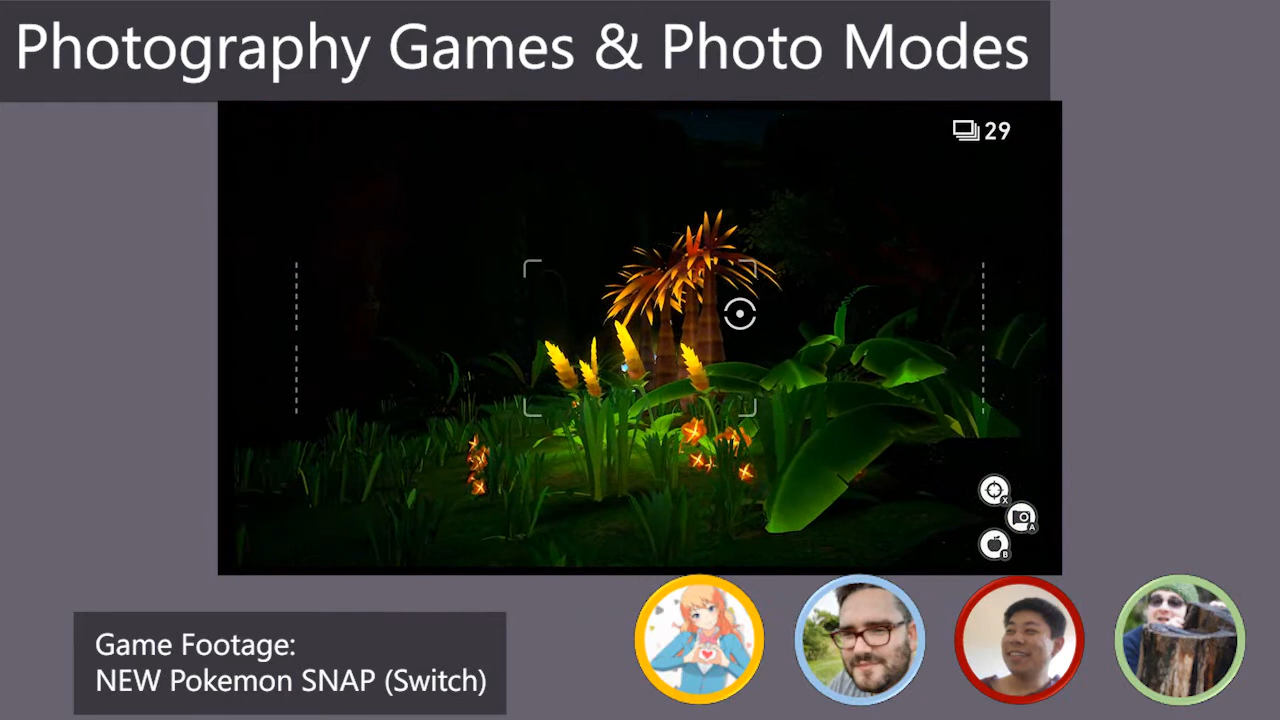 Photography Games & Photo Modes
29
X
A
B
Game Footage:
NEW Pokemon SNAP (Switch)